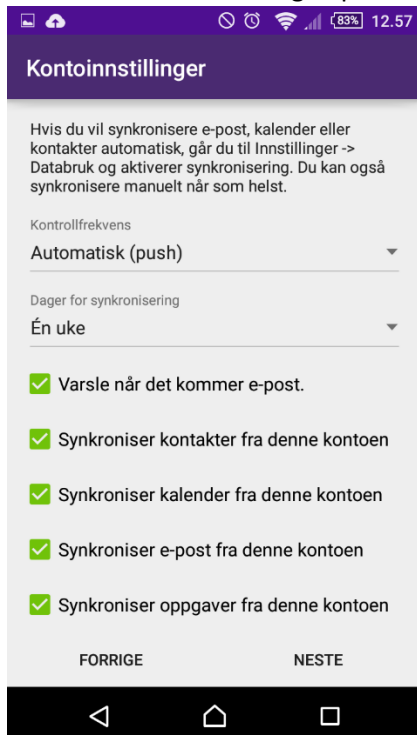 83% 12.57
Kontoinnstillinger
Hvis du vil synkronisere e-post, kalender eller
kontakter automatisk, går du til Innstillinger ->
Databruk og aktiverer synkronisering. Du kan også
synkronisere manuelt når som helst.
Kontrollfrekvens
Automatisk (push)
Dager for synkronisering
Én uke
Varsle når det kommer e-post.
Synkroniser kontakter fra denne kontoen
Synkroniser kalender fra denne kontoen
Synkroniser e-post fra denne kontoen
Synkroniser oppgaver fra denne kontoen
FORRIGE NESTE